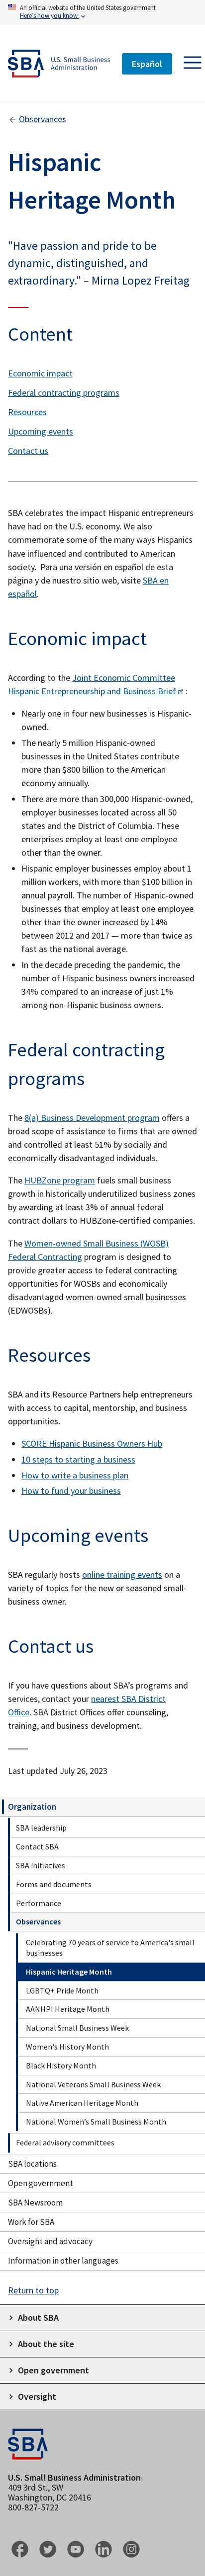 An official website of the United States government
Here's how you know
SBA
U.S. Small Business
Administration
Español
← Observances
Hispanic
Heritage Month
"Have passion and pride to be
dynamic, distinguished, and
extraordinary." – Mirna Lopez Freitag
Content
Economic impact
Federal contracting programs
Resources
Upcoming events
Contact us
SBA celebrates the impact Hispanic entrepreneurs
have had on the U.S. economy. We also
commemorate some of the many ways Hispanics
have influenced and contributed to American
society. Para una versión en español de esta
página y de nuestro sitio web, visite SBA en
español.
Economic impact
According to the Joint Economic Committee
Hispanic Entrepreneurship and Business Brief :
• Nearly one in four new businesses is Hispanic-
owned.
• The nearly 5 million Hispanic-owned
businesses in the United States contribute
more than $800 billion to the American
economy annually.
• There are more than 300,000 Hispanic-owned,
employer businesses located across all 50
states and the District of Columbia. These
enterprises employ at least one employee
other than the owner.
• Hispanic employer businesses employ about 1
million workers, with more than $100 billion in
annual payroll. The number of Hispanic-owned
businesses that employ at least one employee
other than the owner increased by 14%
between 2012 and 2017 — more than twice as
fast as the national average.
• In the decade preceding the pandemic, the
number of Hispanic business owners increased
34% compared to an increase of just 1%
among non-Hispanic business owners.
Federal contracting
programs
The 8(a) Business Development program offers a
broad scope of assistance to firms that are owned
and controlled at least 51% by socially and
economically disadvantaged individuals.
The HUBZone program fuels small business
growth in historically underutilized business zones
by awarding at least 3% of annual federal
contract dollars to HUBZone-certified companies.
The Women-owned Small Business (WOSB)
Federal Contracting program is designed to
provide greater access to federal contracting
opportunities for WOSBs and economically
disadvantaged women-owned small businesses
(EDWOSBs).
Resources
SBA and its Resource Partners help entrepreneurs
with access to capital, mentorship, and business
opportunities.
• SCORE Hispanic Business Owners Hub
• 10 steps to starting a business
• How to write a business plan
• How to fund your business
Upcoming events
SBA regularly hosts online training events on a
variety of topics for the new or seasoned small-
business owner.
Contact us
If you have questions about SBA's programs and
services, contact your nearest SBA District
Office. SBA District Offices offer counseling,
training, and business development.
Last updated July 26, 2023
Organization
SBA leadership
Contact SBA
SBA initiatives
Forms and documents
Performance
Observances
Celebrating 70 years of service to America's small
businesses
Hispanic Heritage Month
LGBTQ+ Pride Month
AANHPI Heritage Month
National Small Business Week
Women's History Month
Black History Month
National Veterans Small Business Week
Native American Heritage Month
National Women's Small Business Month
Federal advisory committees
SBA locations
Open government
SBA Newsroom
Work for SBA
Oversight and advocacy
Information in other languages
Return to top
About SBA
About the site
Open government
Oversight
SBA
U.S. Small Business Administration
409 3rd St., SW
Washington, DC 20416
800-827-5722